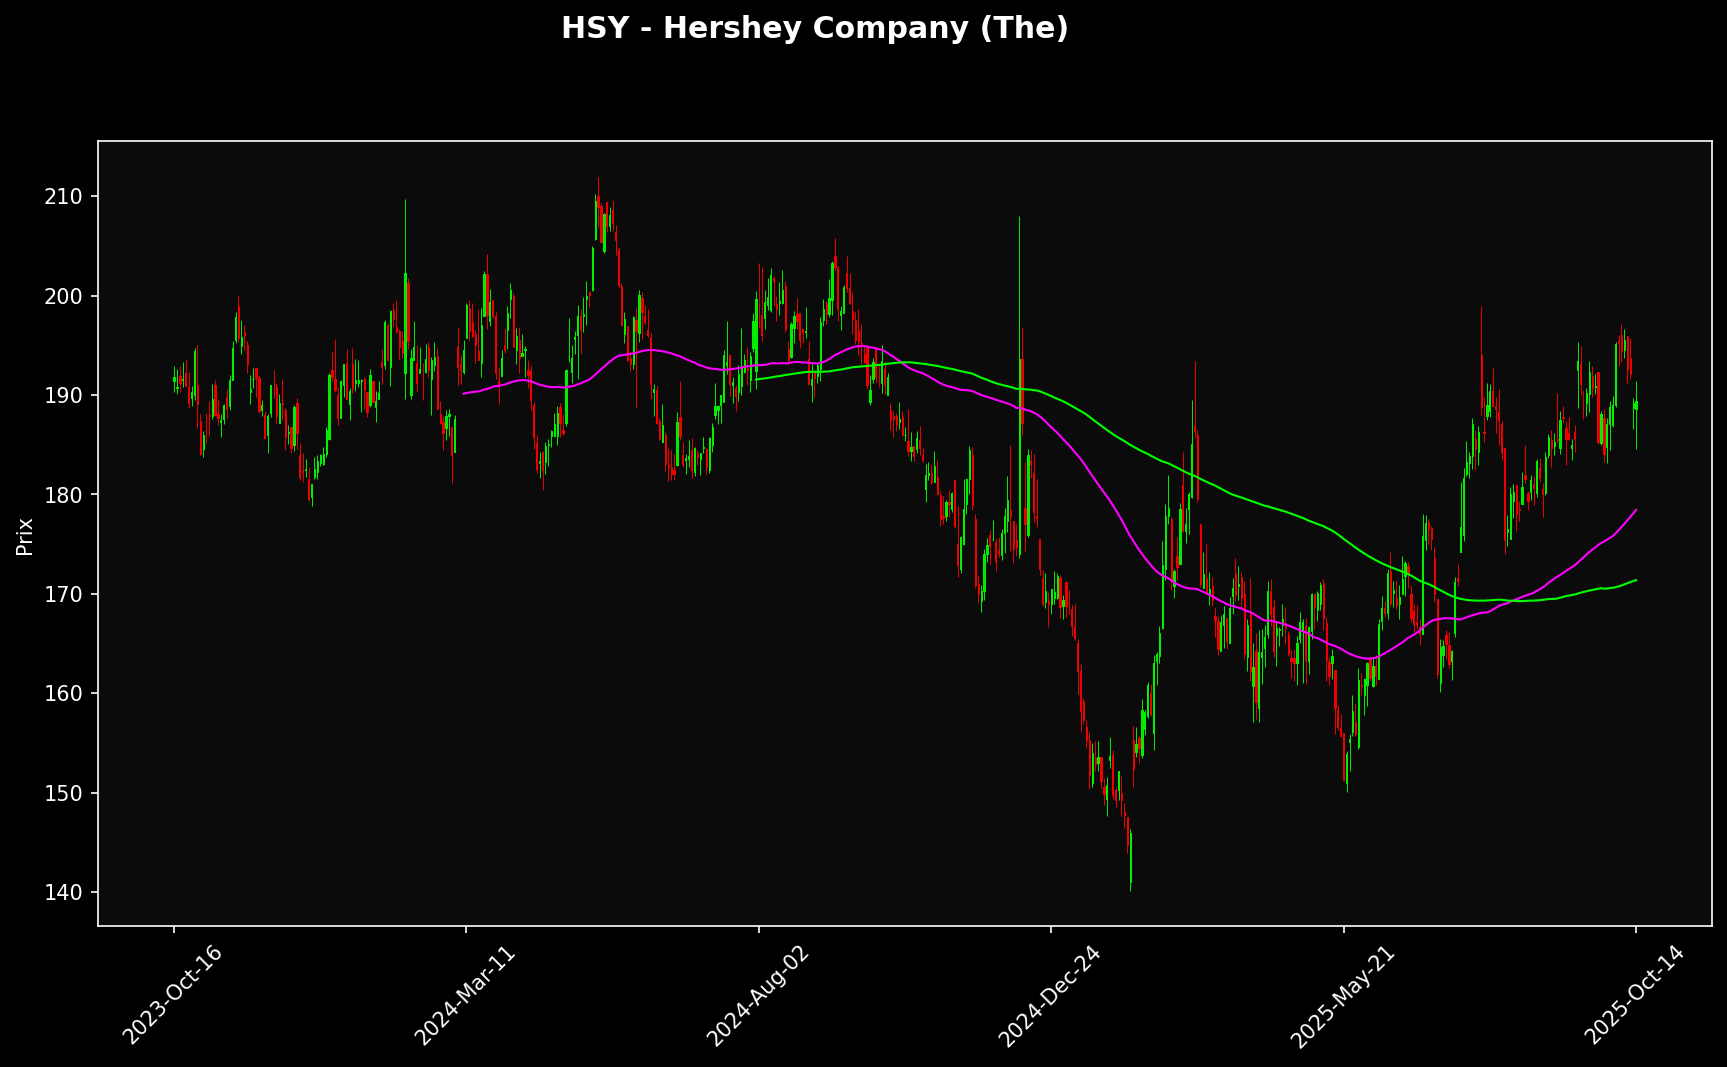 HSY - Hershey Company (The)
Prix
210
200
190
180
170
160
150
140
2023-Oct-16
2024-Mar-11
2024-Aug-02
2024-Dec-24
2025-May-21
2025-Oct-14